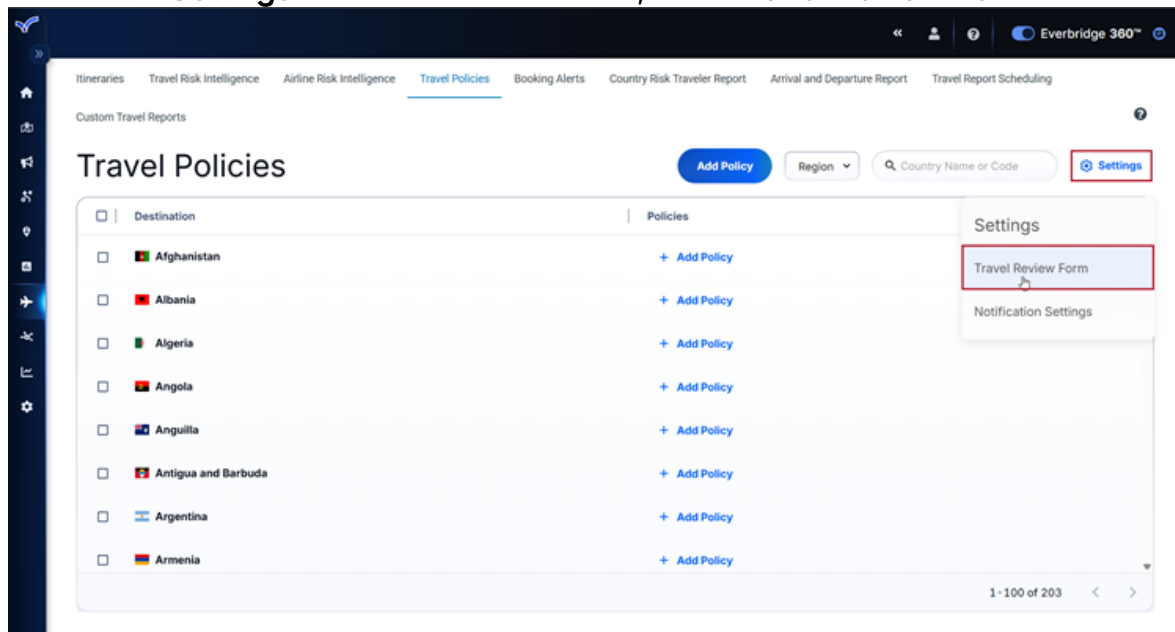 Everbridge 360™
Itineraries Travel Risk Intelligence Airline Risk Intelligence Travel Policies Booking Alerts Country Risk Traveler Report Arrival and Departure Report Travel Report Scheduling
Custom Travel Reports
Travel Policies
Add Policy Region Country Name or Code Settings
Destination Policies
Settings
Afghanistan + Add Policy
Travel Review Form
Albania + Add Policy
Notification Settings
Algeria + Add Policy
Angola + Add Policy
Anguilla + Add Policy
Antigua and Barbuda + Add Policy
Argentina + Add Policy
Armenia + Add Policy
1-100 of 203